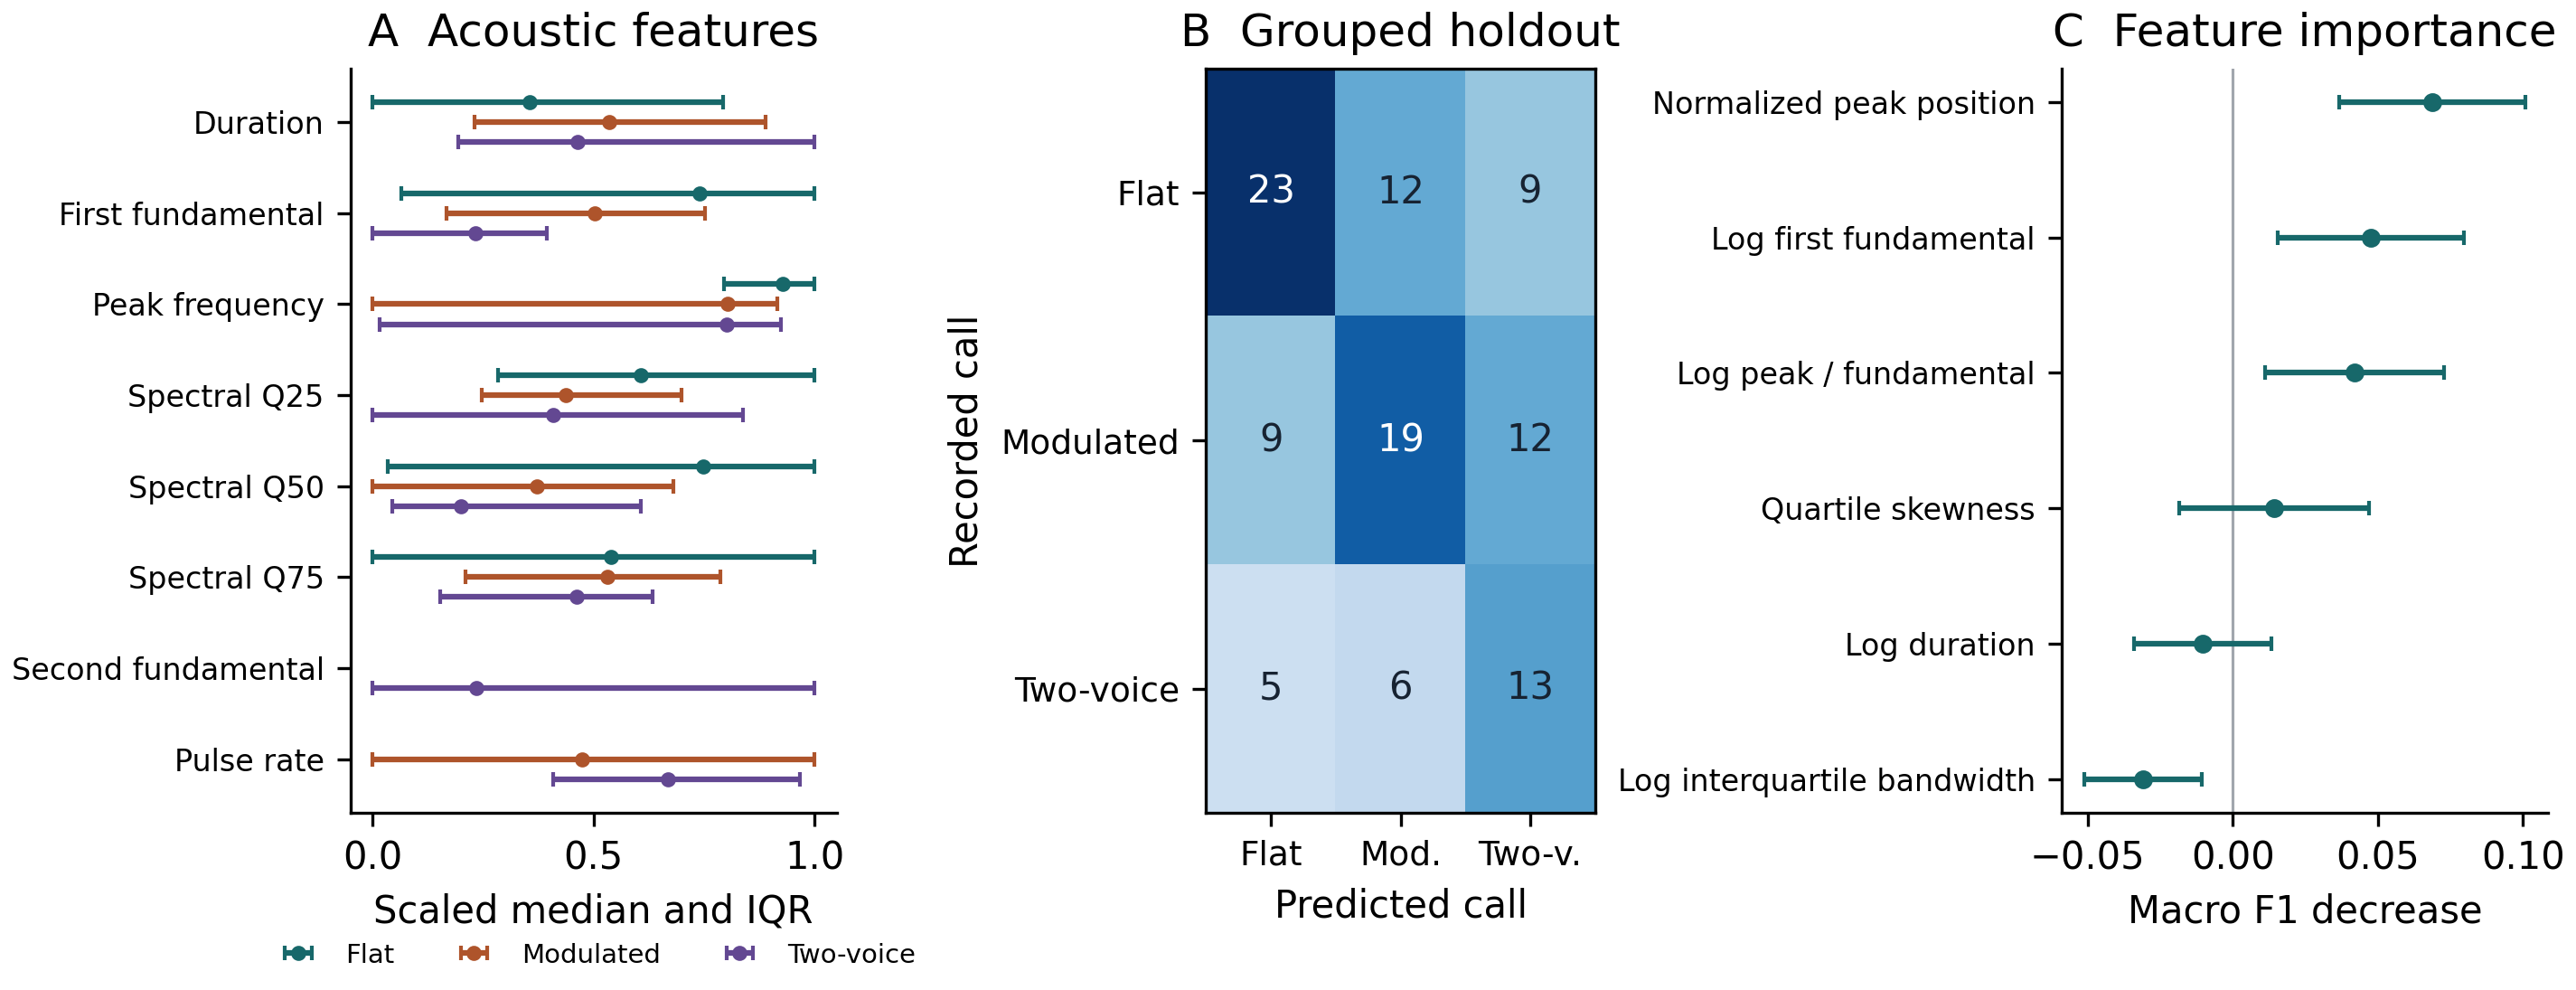 A Acoustic features
Duration
First fundamental
Peak frequency
Spectral Q25
Spectral Q50
Spectral Q75
Second fundamental
Pulse rate
0.0 0.5 1.0
Scaled median and IQR
Flat Modulated Two-voice
B Grouped holdout
Recorded call
Flat 23 12 9
Modulated 9 19 12
Two-voice 5 6 13
Flat Mod. Two-v.
Predicted call
C Feature importance
Normalized peak position
Log first fundamental
Log peak / fundamental
Quartile skewness
Log duration
Log interquartile bandwidth
−0.05 0.00 0.05 0.10
Macro F1 decrease